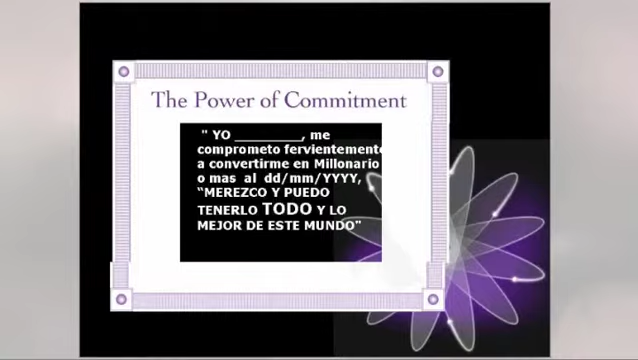 The Power of Commitment
" YO __________, me
comprometo fervientemente
a convertirme en Millonario
o mas al dd/mm/YYYY,
"MEREZCO Y PUEDO
TENERLO TODO Y LO
MEJOR DE ESTE MUNDO"